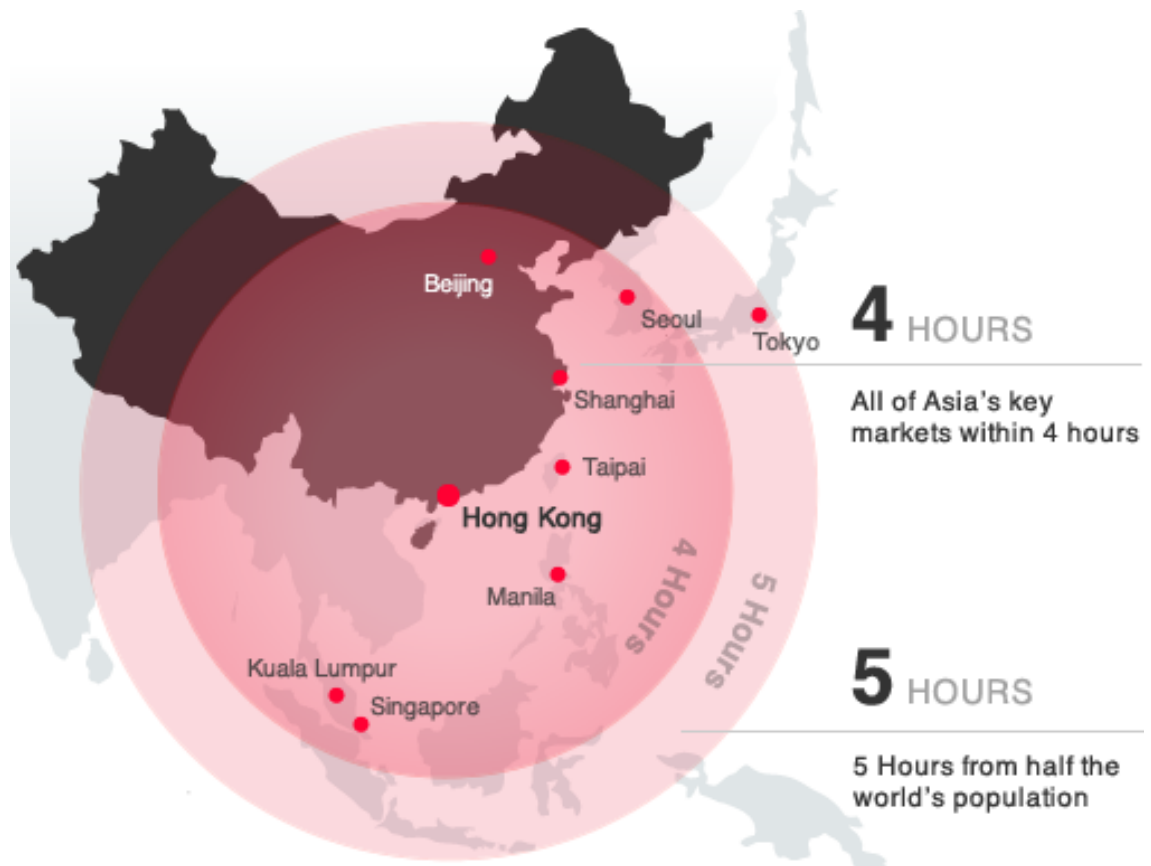 Beijing
Seoul
Tokyo
Shanghai
Taipai
Hong Kong
Manila
Kuala Lumpur
Singapore
4 Hours
5 Hours
4 HOURS
All of Asia's key
markets within 4 hours
5 HOURS
5 Hours from half the
world's population